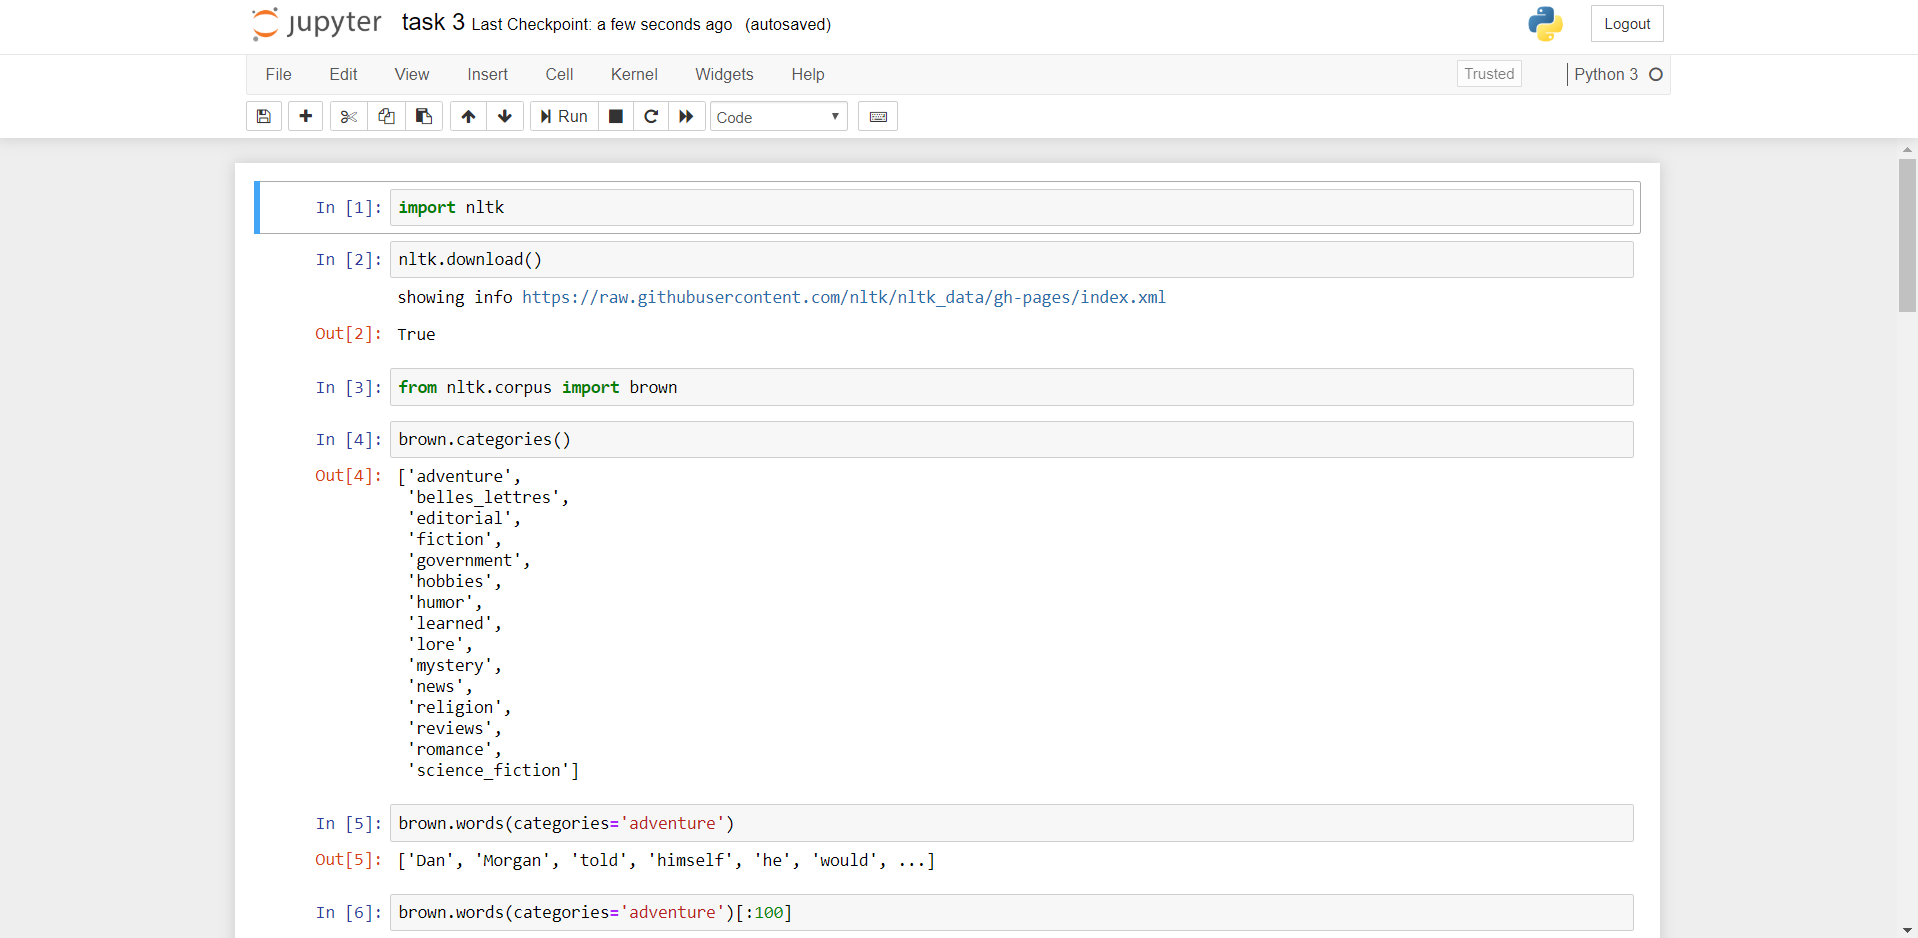 jupyter task 3 Last Checkpoint: a few seconds ago (autosaved) Logout
File Edit View Insert Cell Kernel Widgets Help Trusted Python 3
Run Code
In [1]: import nltk
In [2]: nltk.download()
showing info https://raw.githubusercontent.com/nltk/nltk_data/gh-pages/index.xml
Out[2]: True
In [3]: from nltk.corpus import brown
In [4]: brown.categories()
Out[4]: ['adventure',
'belles_lettres',
'editorial',
'fiction',
'government',
'hobbies',
'humor',
'learned',
'lore',
'mystery',
'news',
'religion',
'reviews',
'romance',
'science_fiction']
In [5]: brown.words(categories='adventure')
Out[5]: ['Dan', 'Morgan', 'told', 'himself', 'he', 'would', ...]
In [6]: brown.words(categories='adventure')[:100]